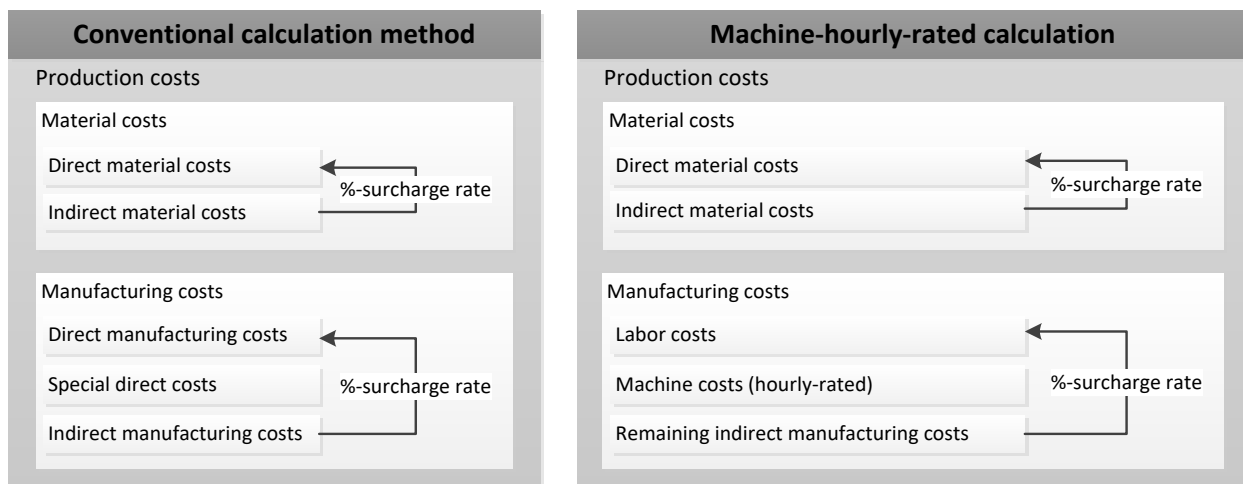 Conventional calculation method
Production costs
Material costs
Direct material costs
%-surcharge rate
Indirect material costs
Manufacturing costs
Direct manufacturing costs
Special direct costs
%-surcharge rate
Indirect manufacturing costs
Machine-hourly-rated calculation
Production costs
Material costs
Direct material costs
%-surcharge rate
Indirect material costs
Manufacturing costs
Labor costs
Machine costs (hourly-rated)
%-surcharge rate
Remaining indirect manufacturing costs